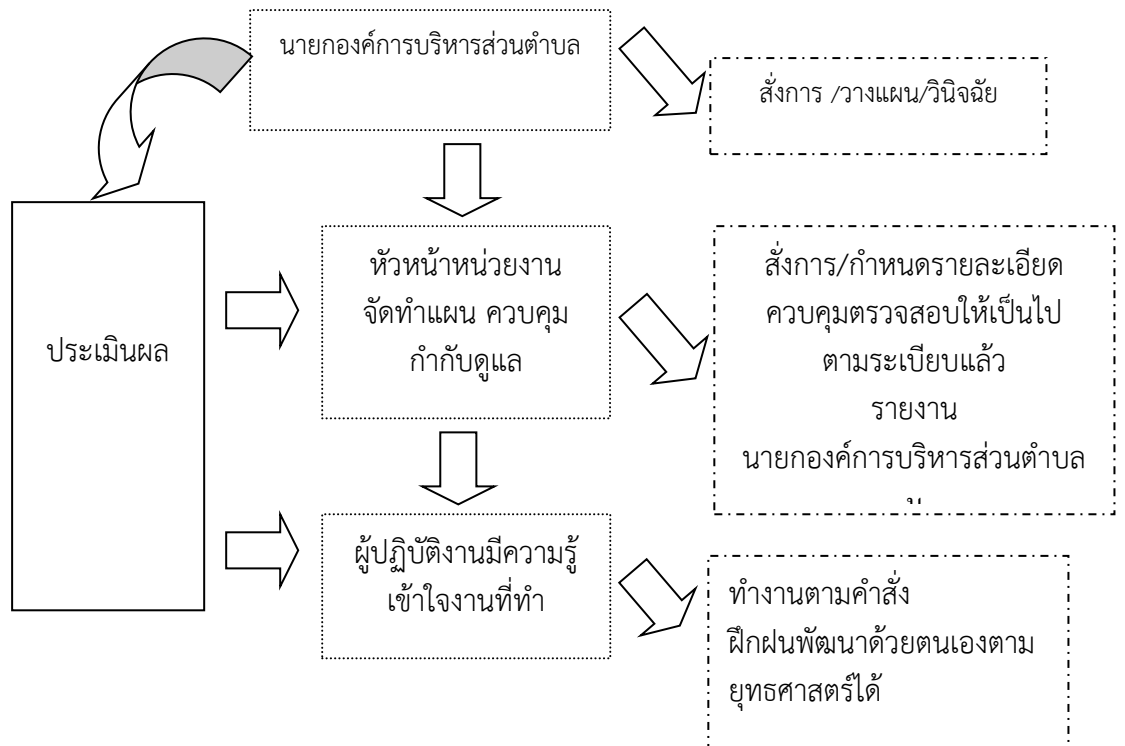 นายกองค์การบริหารส่วนตำบล
สั่งการ /วางแผน/วินิจฉัย
ประเมินผล
หัวหน้าหน่วยงาน
จัดทำแผน ควบคุม
กำกับดูแล
สั่งการ/กำหนดรายละเอียด
ควบคุมตรวจสอบให้เป็นไป
ตามระเบียบแล้ว
รายงาน
นายกองค์การบริหารส่วนตำบล
ผู้ปฏิบัติงานมีความรู้
เข้าใจงานที่ทำ
ทำงานตามคำสั่ง
ฝึกฝนพัฒนาด้วยตนเองตาม
ยุทธศาสตร์ได้